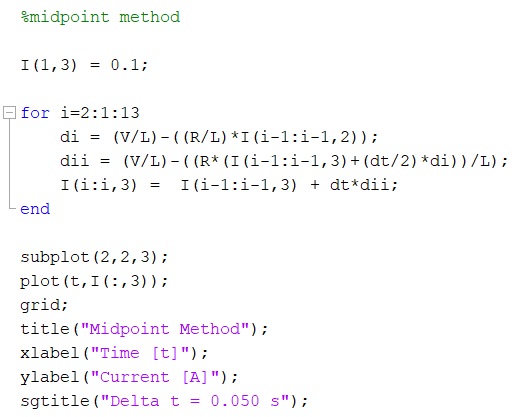 %midpoint method
I(1,3) = 0.1;
for i=2:1:13
di = (V/L)-((R/L)*I(i-1:i-1,2));
dii = (V/L)-((R*(I(i-1:i-1,3)+(dt/2)*di))/L);
I(i:i,3) =  I(i-1:i-1,3) + dt*dii;
end
subplot(2,2,3);
plot(t,I(:,3));
grid;
title("Midpoint Method");
xlabel("Time [t]");
ylabel("Current [A]");
sgtitle("Delta t = 0.050 s");